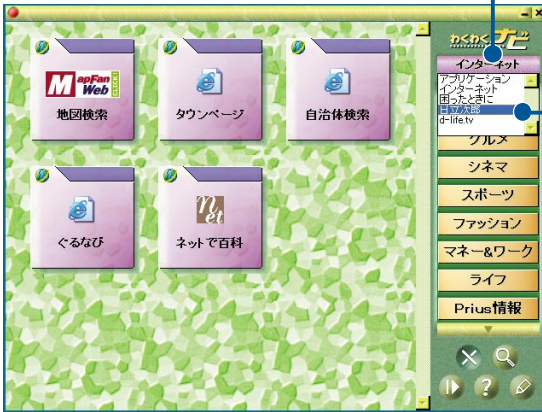 わくわくナビ
MapFan
Web
CLICK!
地図検索
タウンページ
自治体検索
ぐるなび
net
ネットで百科
インターネット
アプリケーション
インターネット
困ったときに
日立次郎
d-life.tv
グルメ
シネマ
スポーツ
ファッション
マネー&ワーク
ライフ
Prius情報
?